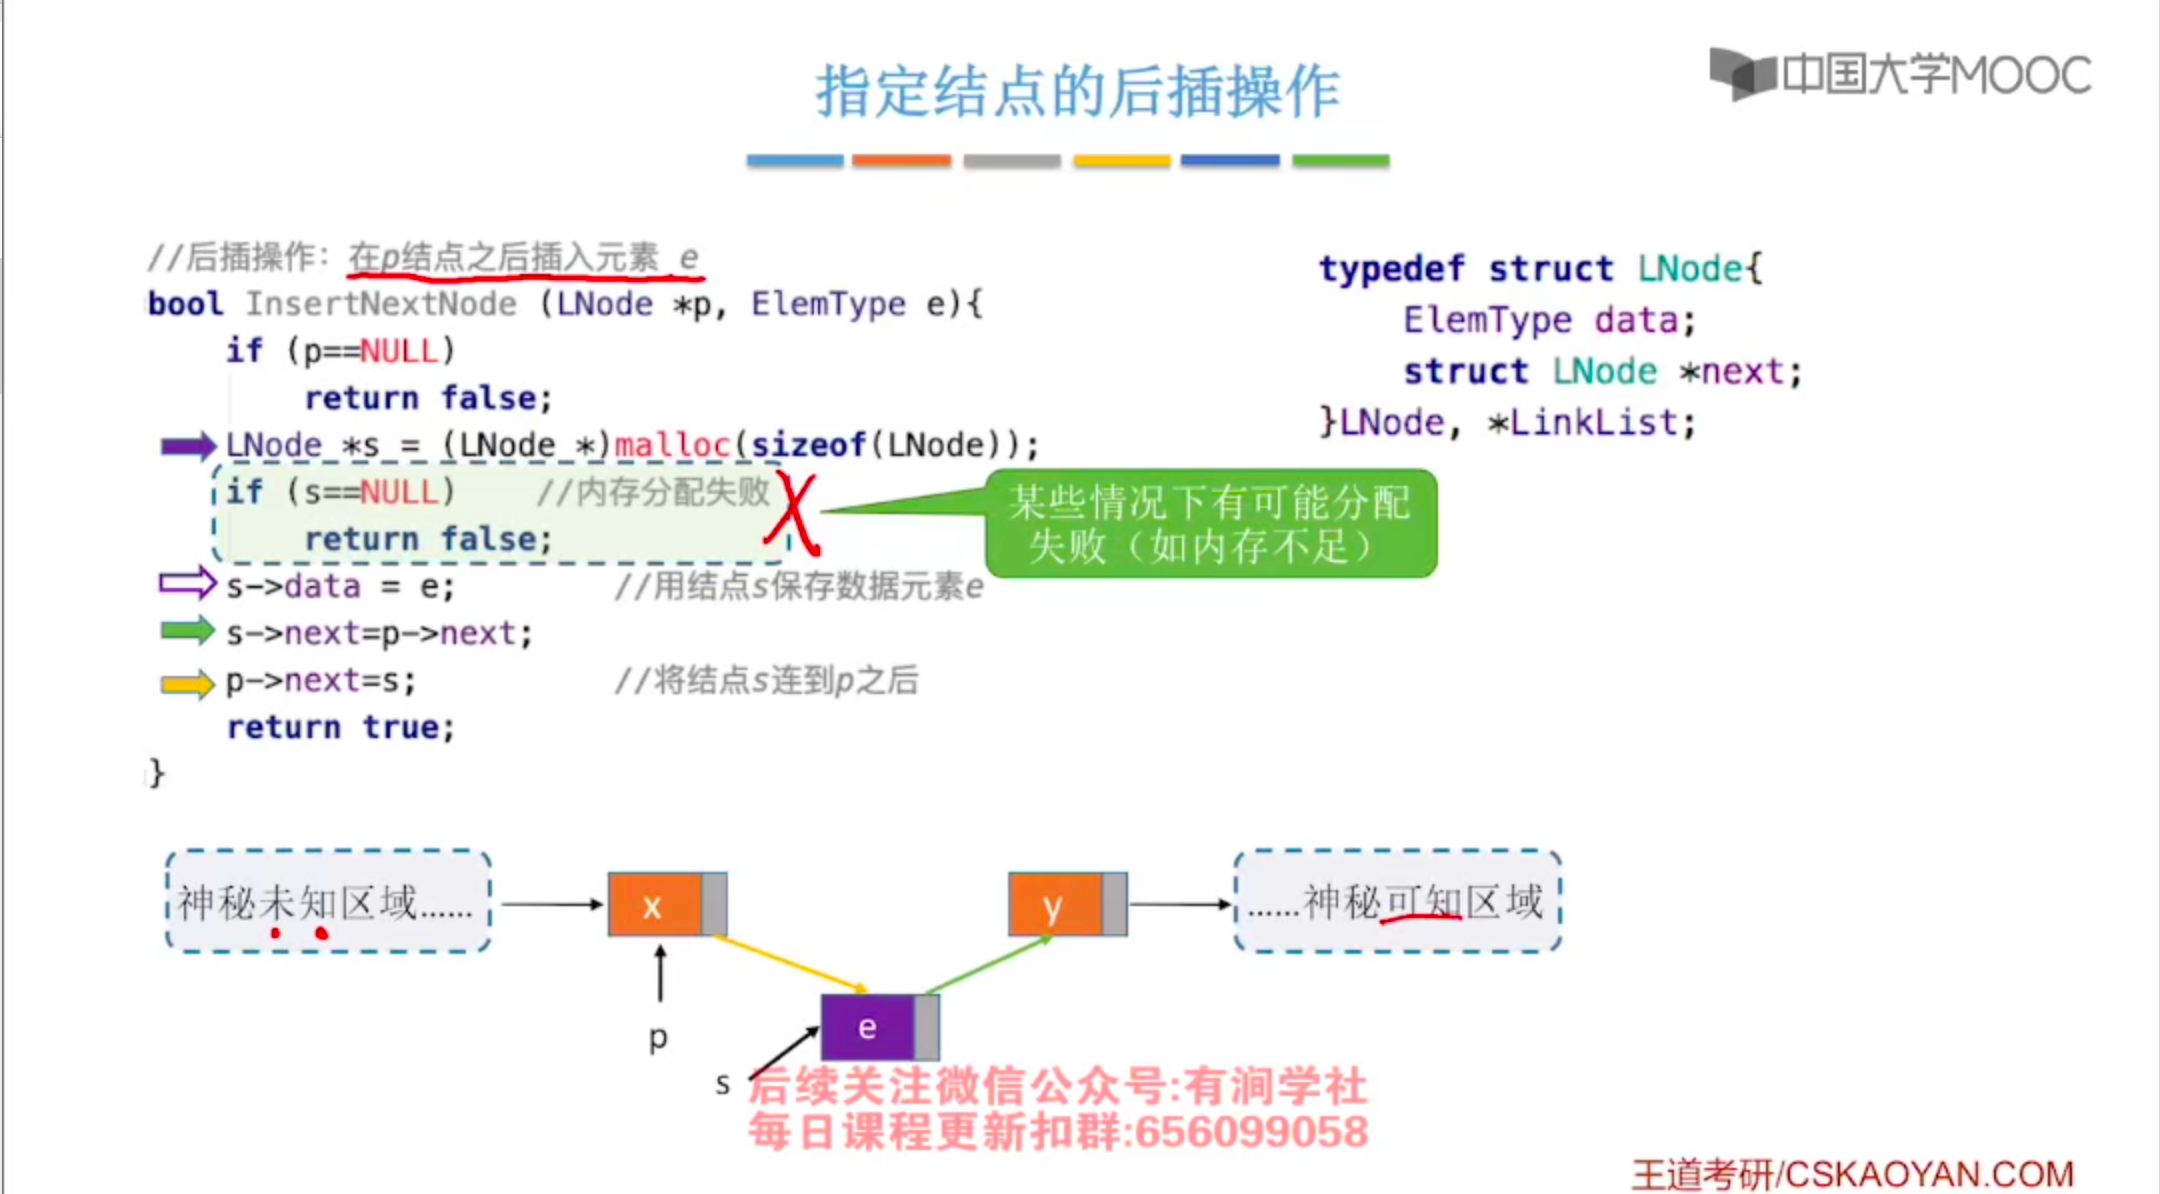 指定结点的后插操作
中国大学MOOC
//后插操作：在p结点之后插入元素 e
bool InsertNextNode (LNode *p, ElemType e){
if (p==NULL)
return false;
LNode *s = (LNode *)malloc(sizeof(LNode));
if (s==NULL) //内存分配失败
return false;
s->data = e; //用结点s保存数据元素e
s->next=p->next;
p->next=s; //将结点s连到p之后
return true;
}
typedef struct LNode{
ElemType data;
struct LNode *next;
}LNode, *LinkList;
某些情况下有可能分配
失败（如内存不足）
神秘未知区域……
x
y
……神秘可知区域
p
e
s
后续关注微信公众号:有涧学社
每日课程更新扣群:656099058
王道考研/CSKAOYAN.COM